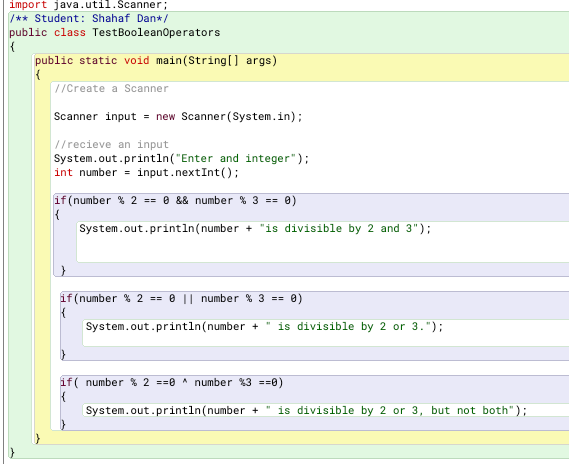 import java.util.Scanner;
/** Student: Shahaf Dan*/
public class TestBooleanOperators
{
public static void main(String[] args)
{
//Create a Scanner
Scanner input = new Scanner(System.in);
//recieve an input
System.out.println("Enter and integer");
int number = input.nextInt();
if(number % 2 == 0 && number % 3 == 0)
{
System.out.println(number + "is divisible by 2 and 3");
}
if(number % 2 == 0 || number % 3 == 0)
{
System.out.println(number + " is divisible by 2 or 3.");
}
if( number % 2 ==0 ^ number %3 ==0)
{
System.out.println(number + " is divisible by 2 or 3, but not both");
}
}
}